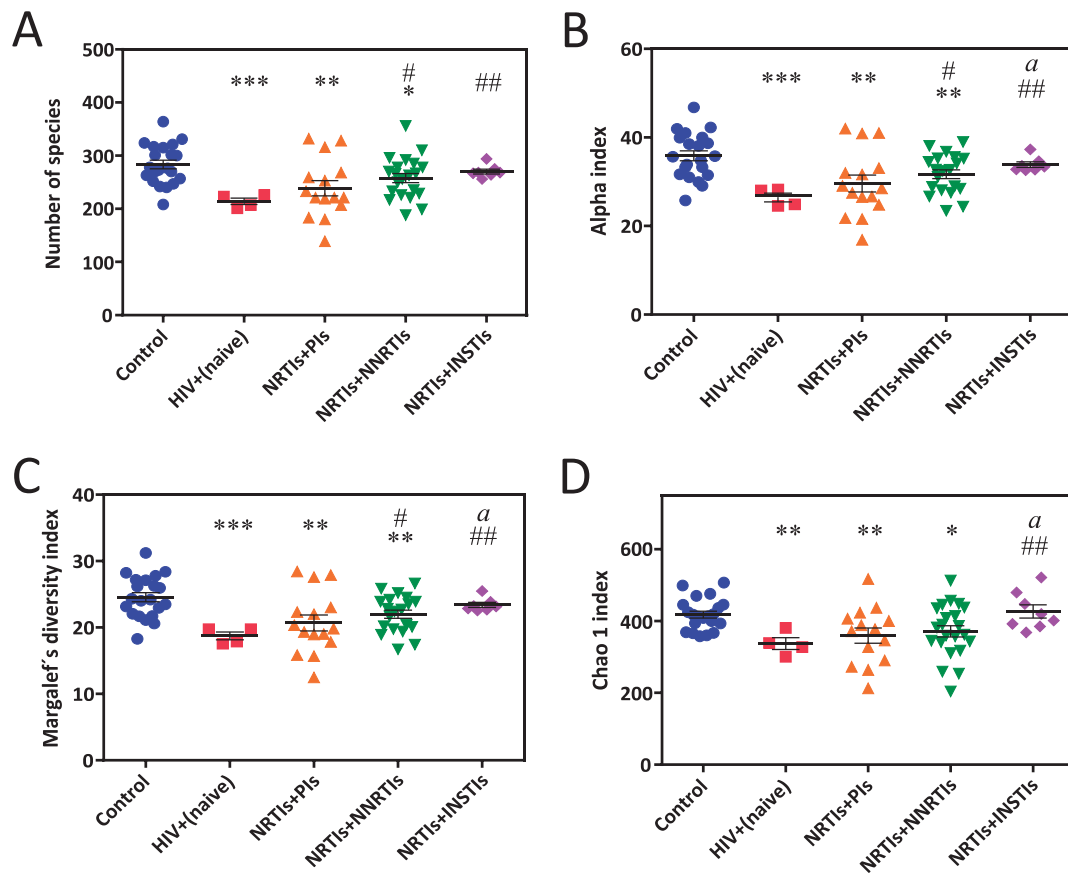 A
Number of species
500
400
300
200
100
0
***
**
#
*
##
Control
HIV+(naive)
NRTIs+PIs
NRTIs+NNRTIs
NRTIs+INSTIs
B
Alpha index
60
40
20
0
***
**
#
**
a
##
Control
HIV+(naive)
NRTIs+PIs
NRTIs+NNRTIs
NRTIs+INSTIs
C
Margalef´s diversity index
40
30
20
10
0
***
**
#
**
a
##
Control
HIV+(naive)
NRTIs+PIs
NRTIs+NNRTIs
NRTIs+INSTIs
D
Chao 1 index
600
400
200
0
**
**
*
a
##
Control
HIV+(naive)
NRTIs+PIs
NRTIs+NNRTIs
NRTIs+INSTIs